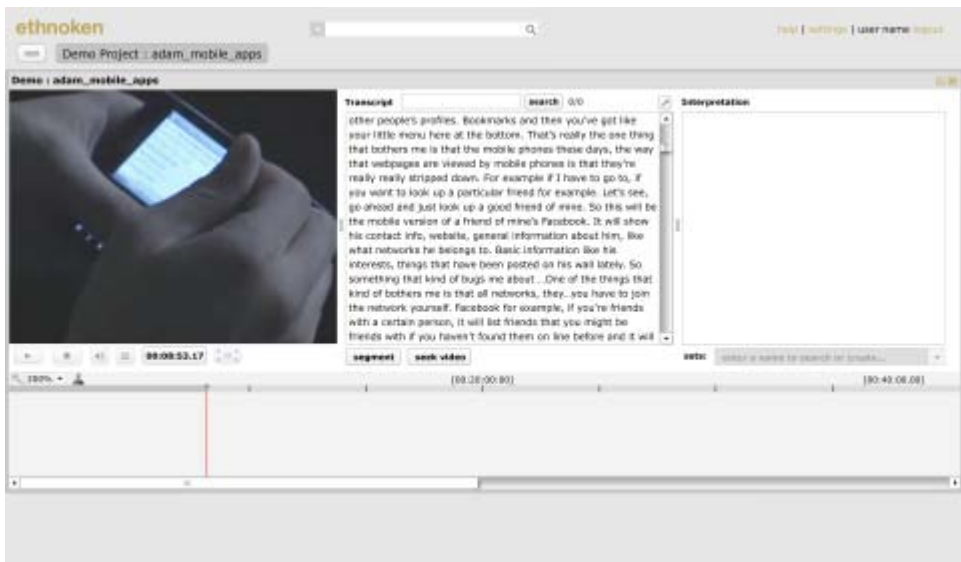 ethnoken
help | settings | user name logout
Demo Project : adam_mobile_apps
Demo : adam_mobile_apps
Transcript
search 0/0
Interpretation
other people's profiles. Bookmarks and then you've got like
your little menu here at the bottom. That's really the one thing
that bothers me is that the mobile phones these days, the way
that webpages are viewed by mobile phones is that they're
really really stripped down. For example if I have to go to, if
you want to look up a particular friend for example. Let's see,
go ahead and just look up a good friend of mine. So this will be
the mobile version of a friend of mine's Facebook. It will show
his contact info, website, general information about him, like
what networks he belongs to. Basic information like his
interests, things that have been posted on his wall lately. So
something that kind of bugs me about ...One of the things that
kind of bothers me is that all networks, they...you have to join
the network yourself. Facebook for example, if you're friends
with a certain person, it will list friends that you might be
friends with if you haven't found them on line before and it will
00:08:53.17
segment
seek video
sets:
enter a name to search or create...
100%
[00:20:00.00]
[00:40:00.00]